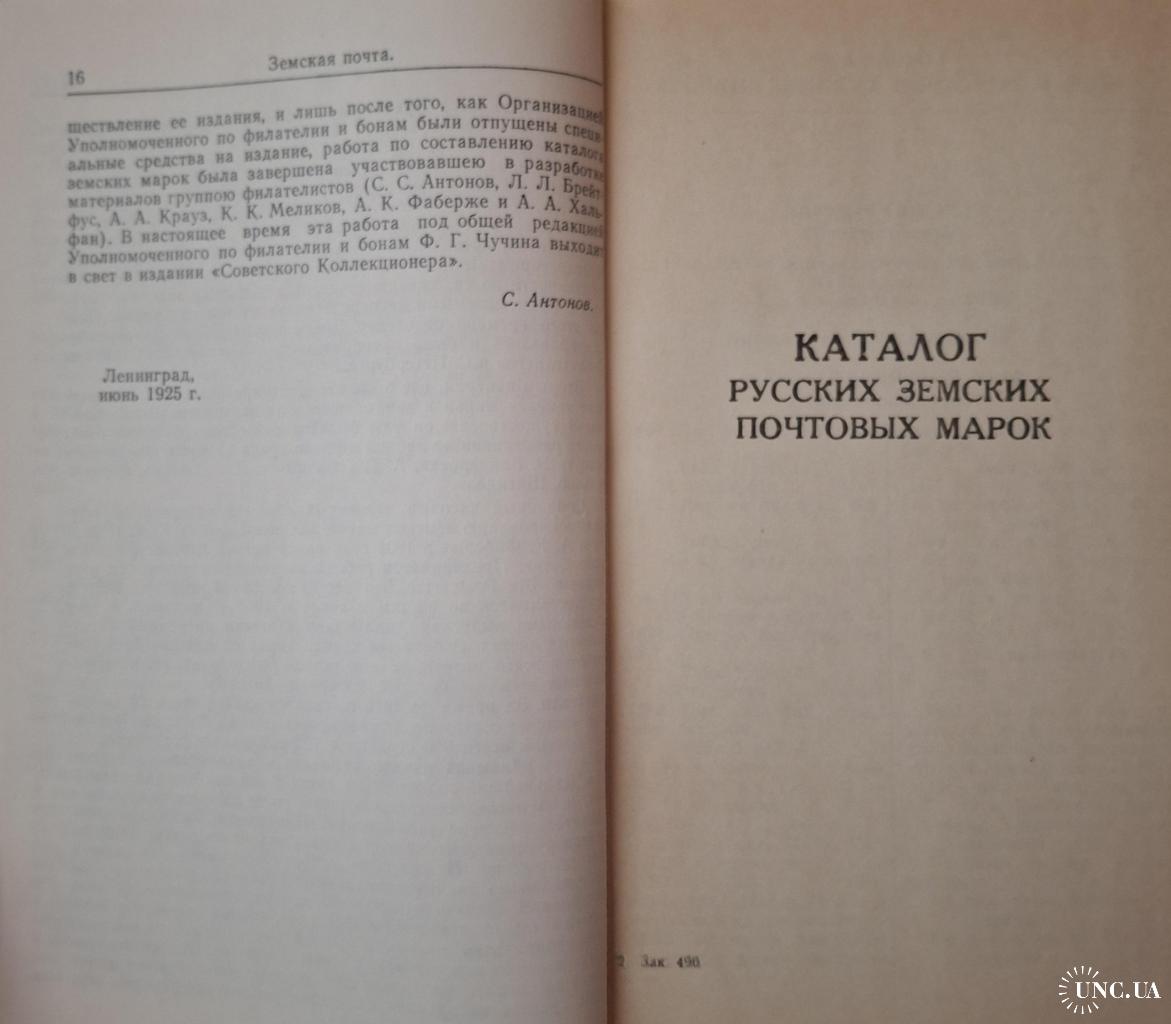 16
Земская почта.
ществление ее издания, и лишь после того, как Организацией
Уполномоченного по филателии и бонам были отпущены специ-
альные средства на издание, работа по составлению каталога
земских марок была завершена участвовавшею в разработке
материалов группою филателистов (С. С. Антонов, Л. Л. Брейт-
фус, А. А. Крауз, К. К. Меликов, А. К. Фаберже и А. А. Халь-
фан). В настоящее время эта работа под общей редакцией
Уполномоченного по филателии и бонам Ф. Г. Чучина выходит
в свет в издании «Советского Коллекционера».
С. Антонов.
Ленинград,
июнь 1925 г.
КАТАЛОГ
РУССКИХ ЗЕМСКИХ
ПОЧТОВЫХ МАРОК
2 Зак. 490
UNC.UA